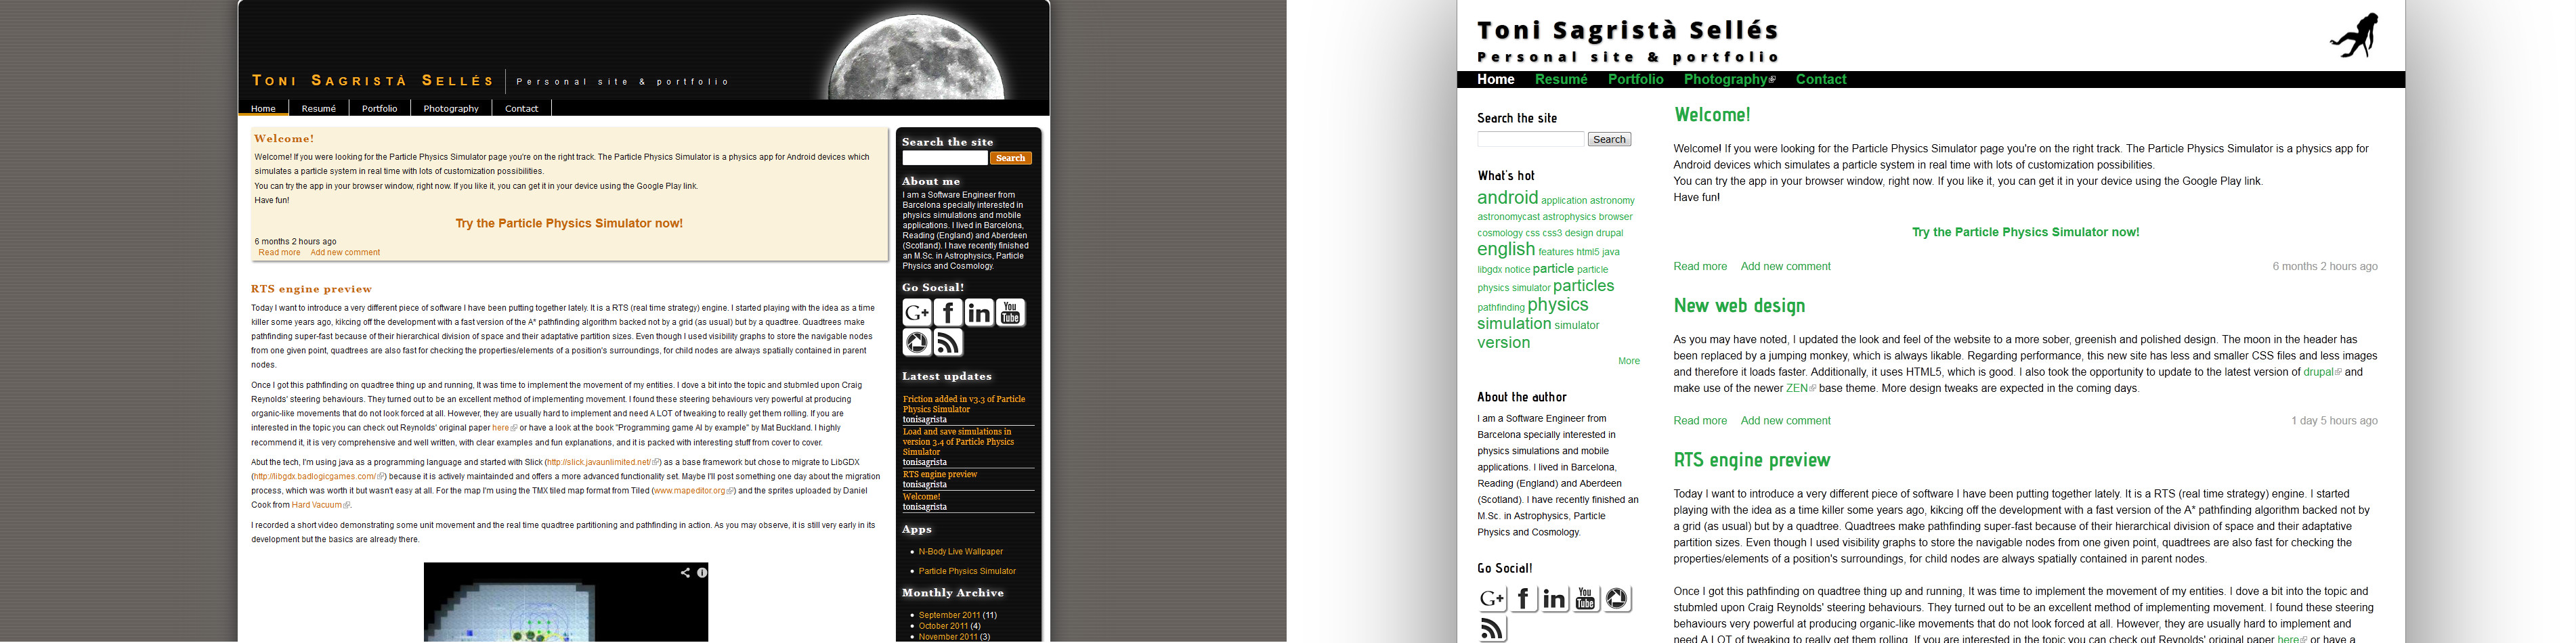 Toni Sagristà Sellés
Personal site & portfolio
Home
Resumé
Portfolio
Photography
Contact
Welcome!
Welcome! If you were looking for the Particle Physics Simulator page you're on the right track. The Particle Physics Simulator is a physics app for Android devices which
simulates a particle system in real time with lots of customization possibilities.
You can try the app in your browser window, right now. If you like it, you can get it in your device using the Google Play link.
Have fun!
Try the Particle Physics Simulator now!
6 months 2 hours ago
Read more Add new comment
RTS engine preview
Today I want to introduce a very different piece of software I have been putting together lately. It is a RTS (real time strategy) engine. I started playing with the idea as a time
killer some years ago, kikcing off the development with a fast version of the A* pathfinding algorithm backed not by a grid (as usual) but by a quadtree. Quadtrees make
pathfinding super-fast because of their hierarchical division of space and their adaptative partition sizes. Even though I used visibility graphs to store the navigable nodes
from one given point, quadtrees are also fast for checking the properties/elements of a position's surroundings, for child nodes are always spatially contained in parent
nodes.
Once I got this pathfinding on quadtree thing up and running, It was time to implement the movement of my entities. I dove a bit into the topic and stubmled upon Craig
Reynolds' steering behaviours. They turned out to be an excellent method of implementing movement. I found these steering behaviours very powerful at producing
organic-like movements that do not look forced at all. However, they are usually hard to implement and need A LOT of tweaking to really get them rolling. If you are
interested in the topic you can check out Reynolds' original paper here or have a look at the book "Programming game AI by example" by Mat Buckland. I highly
recommend it, it is very comprehensive and well written, with clear examples and fun explanations, and it is packed with interesting stuff from cover to cover.
Abut the tech, I'm using java as a programming language and started with Slick (http://slick.javaunlimited.net/) as a base framework but chose to migrate to LibGDX
(http://libgdx.badlogicgames.com/) because it is actively maintainded and offers a more advanced functionality set. Maybe I'll post something one day about the migration
process, which was worth it but wasn't easy at all. For the map I'm using the TMX tiled map format from Tiled (www.mapeditor.org) and the sprites uploaded by Daniel
Cook from Hard Vacuum.
I recorded a short video demonstrating some unit movement and the real time quadtree partitioning and pathfinding in action. As you may observe, it is still very early in its
development but the basics are already there.
Search the site
Search
About me
I am a Software Engineer from
Barcelona specially interested in
physics simulations and mobile
applications. I lived in Barcelona,
Reading (England) and Aberdeen
(Scotland). I have recently finished
an M.Sc. in Astrophysics, Particle
Physics and Cosmology.
Go Social!
G+ f in You Tube
Latest updates
Friction added in v3.3 of Particle
Physics Simulator
tonisagrista
Load and save simulations in
version 3.4 of Particle Physics
Simulator
tonisagrista
RTS engine preview
tonisagrista
Welcome!
tonisagrista
Apps
N-Body Live Wallpaper
Particle Physics Simulator
Monthly Archive
September 2011 (11)
October 2011 (4)
November 2011 (3)
Toni Sagristà Sellés
Personal site & portfolio
Home Resumé Portfolio Photography Contact
Search the site
Search
What's hot
android application astronomy
astronomycast astrophysics browser
cosmology css css3 design drupal
english features html5 java
libgdx notice particle particle
physics simulator particles
pathfinding physics
simulation simulator
version
More
About the author
I am a Software Engineer from
Barcelona specially interested in
physics simulations and mobile
applications. I lived in Barcelona,
Reading (England) and Aberdeen
(Scotland). I have recently finished an
M.Sc. in Astrophysics, Particle
Physics and Cosmology.
Go Social!
G+ f in You Tube
Welcome!
Welcome! If you were looking for the Particle Physics Simulator page you're on the right track. The Particle Physics Simulator is a physics app for
Android devices which simulates a particle system in real time with lots of customization possibilities.
You can try the app in your browser window, right now. If you like it, you can get it in your device using the Google Play link.
Have fun!
Try the Particle Physics Simulator now!
Read more Add new comment 6 months 2 hours ago
New web design
As you may have noted, I updated the look and feel of the website to a more sober, greenish and polished design. The moon in the header has
been replaced by a jumping monkey, which is always likable. Regarding performance, this new site has less and smaller CSS files and less images
and therefore it loads faster. Additionally, it uses HTML5, which is good. I also took the opportunity to update to the latest version of drupal and
make use of the newer ZEN base theme. More design tweaks are expected in the coming days.
Read more Add new comment 1 day 5 hours ago
RTS engine preview
Today I want to introduce a very different piece of software I have been putting together lately. It is a RTS (real time strategy) engine. I started
playing with the idea as a time killer some years ago, kikcing off the development with a fast version of the A* pathfinding algorithm backed not by
a grid (as usual) but by a quadtree. Quadtrees make pathfinding super-fast because of their hierarchical division of space and their adaptative
partition sizes. Even though I used visibility graphs to store the navigable nodes from one given point, quadtrees are also fast for checking the
properties/elements of a position's surroundings, for child nodes are always spatially contained in parent nodes.
Once I got this pathfinding on quadtree thing up and running, It was time to implement the movement of my entities. I dove a bit into the topic and
stubmled upon Craig Reynolds' steering behaviours. They turned out to be an excellent method of implementing movement. I found these steering
behaviours very powerful at producing organic-like movements that do not look forced at all. However, they are usually hard to implement and
need A LOT of tweaking to really get them rolling. If you are interested in the topic you can check out Reynolds' original paper here or have a